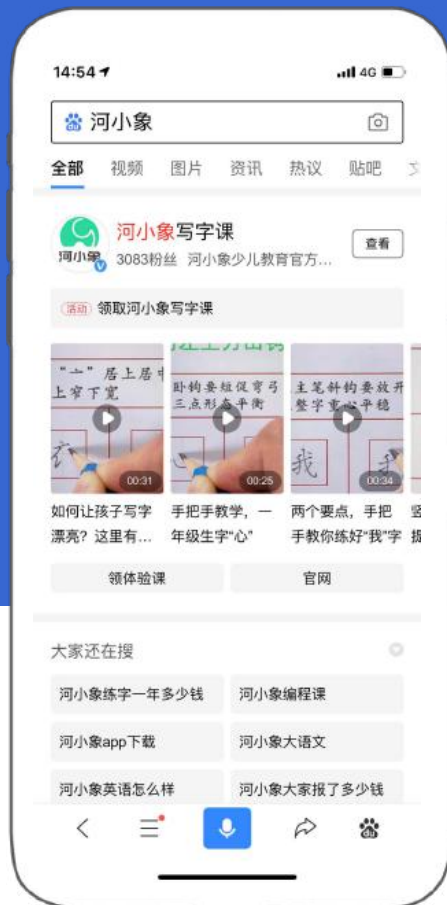 14:54
4G
du 河小象
全部 视频 图片 资讯 热议 贴吧
河小象
河小象写字课
3083粉丝 河小象少儿教育官方...
查看
活动 领取河小象写字课
“亠”居上居中
上窄下宽
卧钩要短促弯弓
三点形态平衡
主笔斜钩要放开
整字重心平稳
衣
心
我
00:31
00:25
00:34
如何让孩子写字
漂亮？这里有...
手把手教学，一
年级生字“心”
两个要点，手把
手教你练好“我”字
竖
提
领体验课
官网
大家还在搜
河小象练字一年多少钱
河小象编程课
河小象app下载
河小象大语文
河小象英语怎么样
河小象大家报了多少钱
du